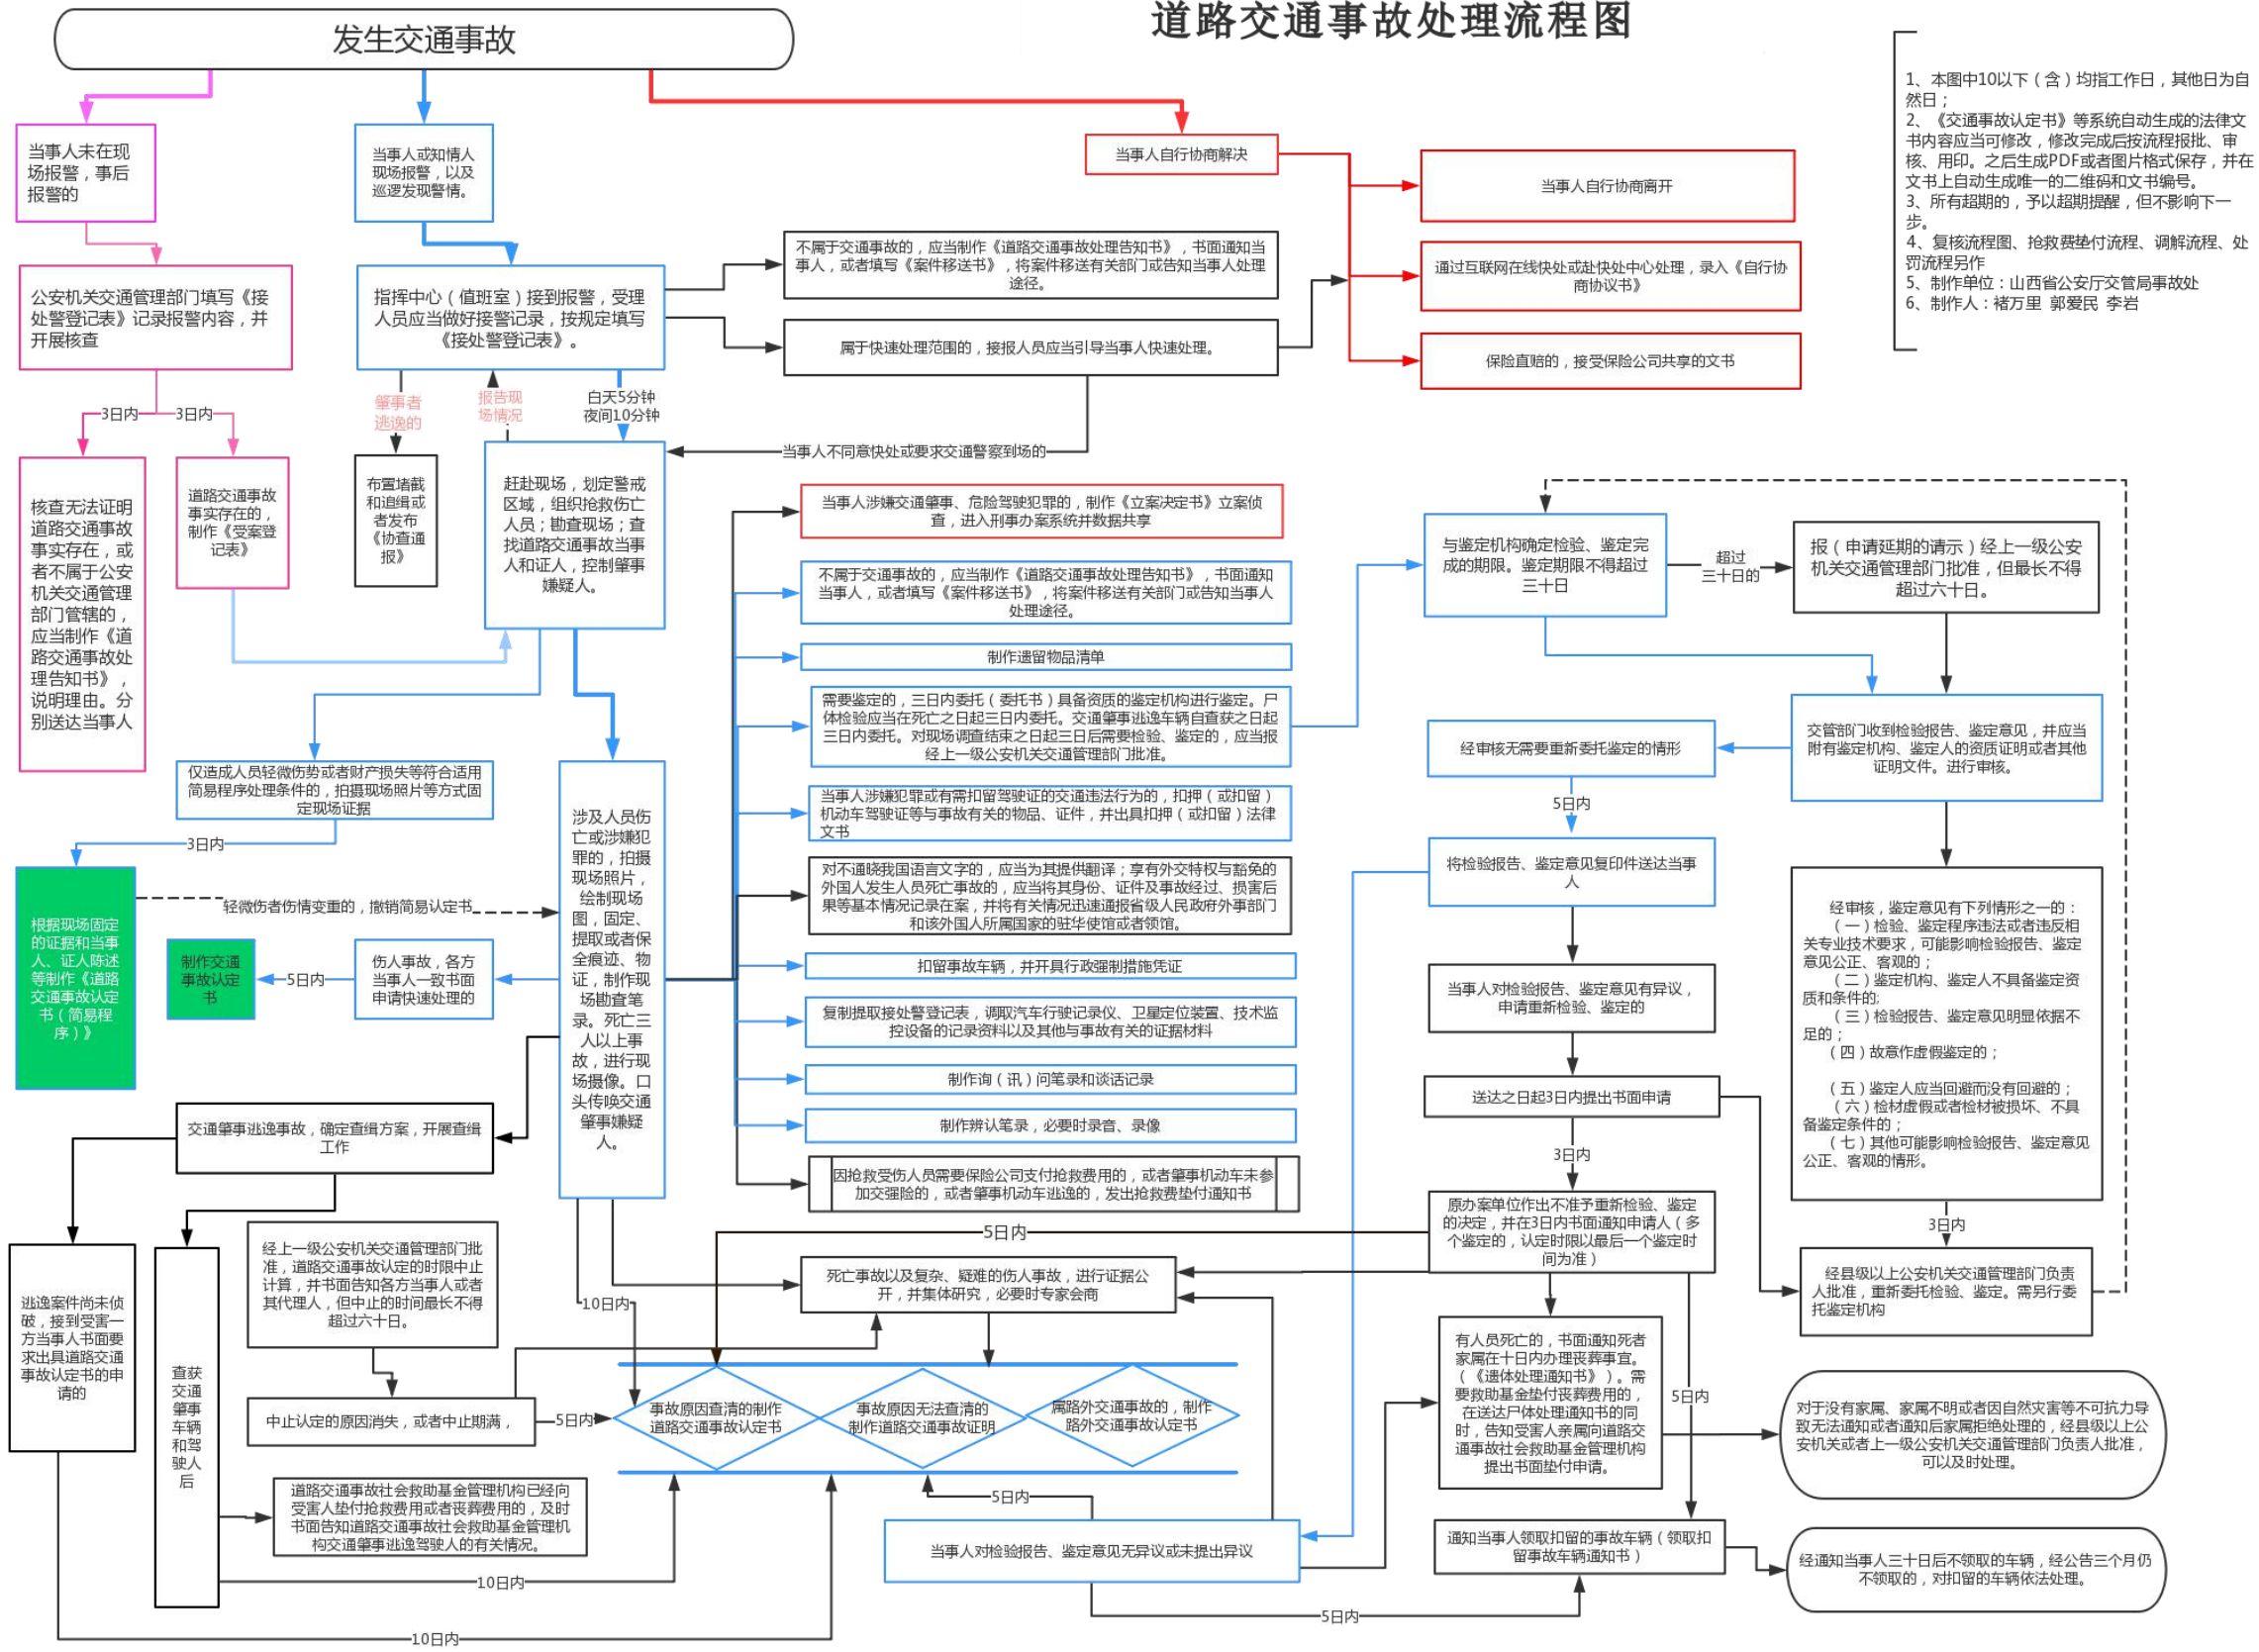 道路交通事故处理流程图
发生交通事故
1、本图中10以下（含）均指工作日，其他日为自
然日；
2、《交通事故认定书》等系统自动生成的法律文
书内容应当可修改，修改完成后按流程报批、审
核、用印。之后生成PDF或者图片格式保存，并在
文书上自动生成唯一的二维码和文书编号。
3、所有超期的，予以超期提醒，但不影响下一
步。
4、复核流程图、抢救费垫付流程、调解流程、处
罚流程另作
5、制作单位：山西省公安厅交管局事故处
6、制作人：褚万里 郭爱民 李岩
当事人未在现
场报警，事后
报警的
当事人或知情人
现场报警，以及
巡逻发现警情。
当事人自行协商解决
当事人自行协商离开
通过互联网在线快处或赴快处中心处理，录入《自行协
商协议书》
保险直赔的，接受保险公司共享的文书
公安机关交通管理部门填写《接
处警登记表》记录报警内容，并
开展核查
指挥中心（值班室）接到报警，受理
人员应当做好接警记录，按规定填写
《接处警登记表》。
不属于交通事故的，应当制作《道路交通事故处理告知书》，书面通知当
事人，或者填写《案件移送书》，将案件移送有关部门或告知当事人处理
途径。
属于快速处理范围的，接报人员应当引导当事人快速处理。
3日内
3日内
肇事者
逃逸的
报告现
场情况
白天5分钟
夜间10分钟
当事人不同意快处或要求交通警察到场的
核查无法证明
道路交通事故
事实存在，或
者不属于公安
机关交通管理
部门管辖的，
应当制作《道
路交通事故处
理告知书》，
说明理由。分
别送达当事人
道路交通事故
事实存在的，
制作《受案登
记表》
布置堵截
和追缉或
者发布
《协查通
报》
赶赴现场，划定警戒
区域，组织抢救伤亡
人员；勘查现场；查
找道路交通事故当事
人和证人，控制肇事
嫌疑人。
当事人涉嫌交通肇事、危险驾驶犯罪的，制作《立案决定书》立案侦
查，进入刑事办案系统并数据共享
不属于交通事故的，应当制作《道路交通事故处理告知书》，书面通知
当事人，或者填写《案件移送书》，将案件移送有关部门或告知当事人
处理途径。
制作遗留物品清单
需要鉴定的，三日内委托（委托书）具备资质的鉴定机构进行鉴定。尸
体检验应当在死亡之日起三日内委托。交通肇事逃逸车辆自查获之日起
三日内委托。对现场调查结束之日起三日后需要检验、鉴定的，应当报
经上一级公安机关交通管理部门批准。
当事人涉嫌犯罪或有需扣留驾驶证的交通违法行为的，扣押（或扣留）
机动车驾驶证等与事故有关的物品、证件，并出具扣押（或扣留）法律
文书
对不通晓我国语言文字的，应当为其提供翻译；享有外交特权与豁免的
外国人发生人员死亡事故的，应当将其身份、证件及事故经过、损害后
果等基本情况记录在案，并将有关情况迅速通报省级人民政府外事部门
和该外国人所属国家的驻华使馆或者领馆。
扣留事故车辆，并开具行政强制措施凭证
复制提取接处警登记表，调取汽车行驶记录仪、卫星定位装置、技术监
控设备的记录资料以及其他与事故有关的证据材料
制作询（讯）问笔录和谈话记录
制作辨认笔录，必要时录音、录像
因抢救受伤人员需要保险公司支付抢救费用的，或者肇事机动车未参
加交强险的，或者肇事机动车逃逸的，发出抢救费垫付通知书
与鉴定机构确定检验、鉴定完
成的期限。鉴定期限不得超过
三十日
超过
三十日的
报（申请延期的请示）经上一级公安
机关交通管理部门批准，但最长不得
超过六十日。
经审核无需要重新委托鉴定的情形
交管部门收到检验报告、鉴定意见，并应当
附有鉴定机构、鉴定人的资质证明或者其他
证明文件。进行审核。
5日内
将检验报告、鉴定意见复印件送达当事
人
当事人对检验报告、鉴定意见有异议，
申请重新检验、鉴定的
送达之日起3日内提出书面申请
3日内
原办案单位作出不准予重新检验、鉴定
的决定，并在3日内书面通知申请人（多
个鉴定的，认定时限以最后一个鉴定时
间为准）
经审核，鉴定意见有下列情形之一的：
（一）检验、鉴定程序违法或者违反相
关专业技术要求，可能影响检验报告、鉴定
意见公正、客观的；
（二）鉴定机构、鉴定人不具备鉴定资
质和条件的;
（三）检验报告、鉴定意见明显依据不
足的；
（四）故意作虚假鉴定的；
（五）鉴定人应当回避而没有回避的；
（六）检材虚假或者检材被损坏、不具
备鉴定条件的；
（七）其他可能影响检验报告、鉴定意见
公正、客观的情形。
3日内
经县级以上公安机关交通管理部门负责
人批准，重新委托检验、鉴定。需另行委
托鉴定机构
仅造成人员轻微伤势或者财产损失等符合适用
简易程序处理条件的，拍摄现场照片等方式固
定现场证据
3日内
根据现场固定
的证据和当事
人、证人陈述
等制作《道路
交通事故认定
书（简易程
序）》
轻微伤者伤情变重的，撤销简易认定书
制作交通
事故认定
书
5日内
伤人事故，各方
当事人一致书面
申请快速处理的
涉及人员伤
亡或涉嫌犯
罪的，拍摄
现场照片，
绘制现场
图，固定、
提取或者保
全痕迹、物
证，制作现
场勘查笔
录。死亡三
人以上事
故，进行现
场摄像。口
头传唤交通
肇事嫌疑
人。
交通肇事逃逸事故，确定查缉方案，开展查缉
工作
逃逸案件尚未侦
破，接到受害一
方当事人书面要
求出具道路交通
事故认定书的申
请的
查获
交通
肇事
车辆
和驾
驶人
后
经上一级公安机关交通管理部门批
准，道路交通事故认定的时限中止
计算，并书面告知各方当事人或者
其代理人，但中止的时间最长不得
超过六十日。
中止认定的原因消失，或者中止期满，
5日内
道路交通事故社会救助基金管理机构已经向
受害人垫付抢救费用或者丧葬费用的，及时
书面告知道路交通事故社会救助基金管理机
构交通肇事逃逸驾驶人的有关情况。
10日内
5日内
死亡事故以及复杂、疑难的伤人事故，进行证据公
开，并集体研究，必要时专家会商
事故原因查清的制作
道路交通事故认定书
事故原因无法查清的
制作道路交通事故证明
属路外交通事故的，制作
路外交通事故认定书
5日内
当事人对检验报告、鉴定意见无异议或未提出异议
有人员死亡的，书面通知死者
家属在十日内办理丧葬事宜。
（《遗体处理通知书》）。需
要救助基金垫付丧葬费用的，
在送达尸体处理通知书的同
时，告知受害人亲属向道路交
通事故社会救助基金管理机构
提出书面垫付申请。
5日内
对于没有家属、家属不明或者因自然灾害等不可抗力导
致无法通知或者通知后家属拒绝处理的，经县级以上公
安机关或者上一级公安机关交通管理部门负责人批准，
可以及时处理。
通知当事人领取扣留的事故车辆（领取扣
留事故车辆通知书）
经通知当事人三十日后不领取的车辆，经公告三个月仍
不领取的，对扣留的车辆依法处理。
10日内
5日内
10日内